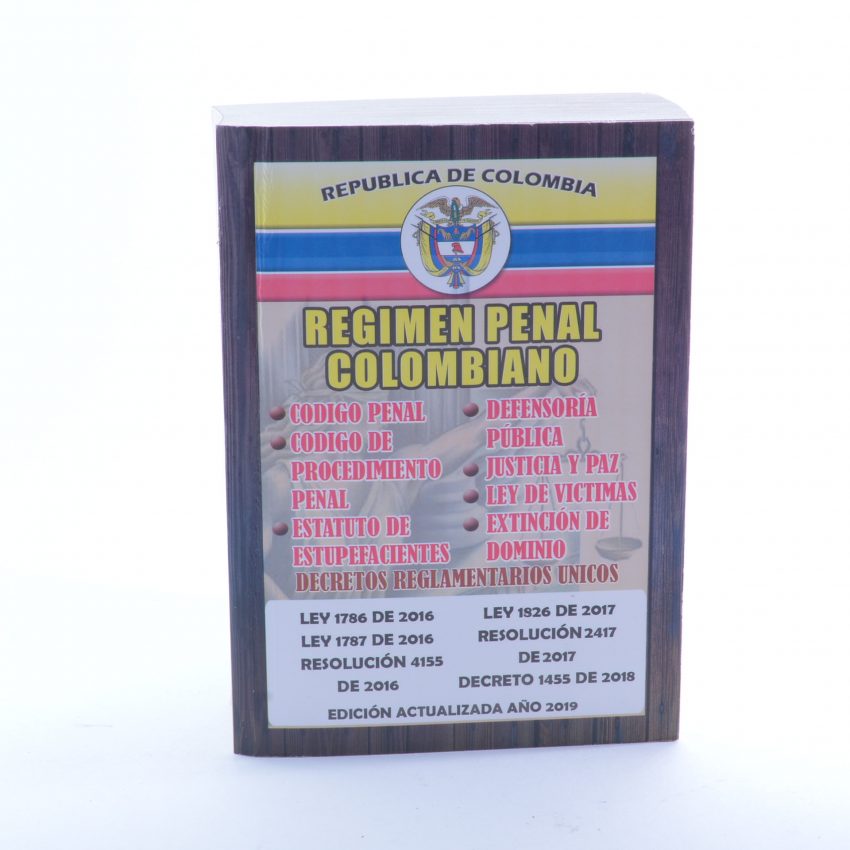 REPUBLICA DE COLOMBIA
REGIMEN PENAL
COLOMBIANO
CODIGO PENAL
CODIGO DE
PROCEDIMIENTO
PENAL
ESTATUTO DE
ESTUPEFACIENTES
DEFENSORÍA
PÚBLICA
JUSTICIA Y PAZ
LEY DE VICTIMAS
EXTINCIÓN DE
DOMINIO
DECRETOS REGLAMENTARIOS UNICOS
LEY 1786 DE 2016
LEY 1787 DE 2016
RESOLUCIÓN 4155
DE 2016
LEY 1826 DE 2017
RESOLUCIÓN 2417
DE 2017
DECRETO 1455 DE 2018
EDICIÓN ACTUALIZADA AÑO 2019